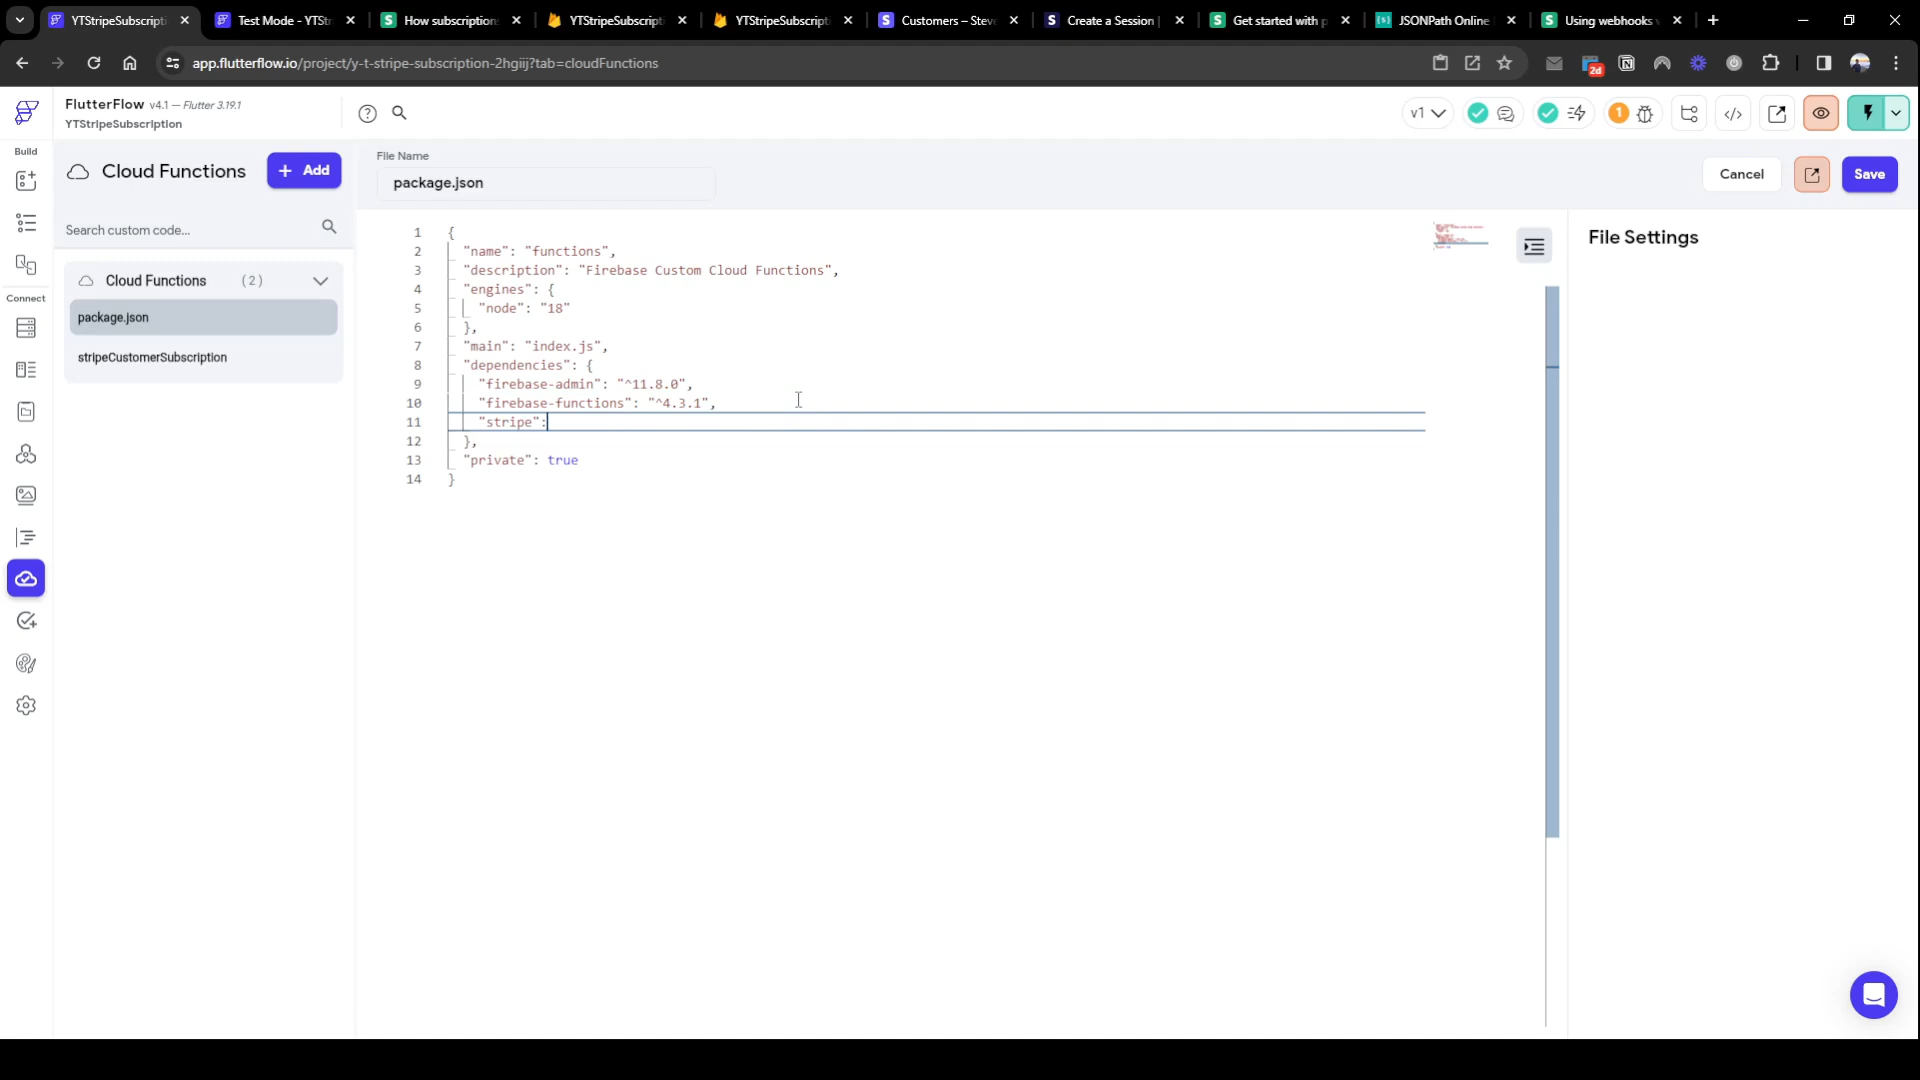 YTStripeSubscripti
Test Mode - YTStr
How subscription
YTStripeSubscripti
YTStripeSubscripti
Customers – Steve
Create a Session |
Get started with p
JSONPath Online
Using webhooks
app.flutterflow.io/project/y-t-stripe-subscription-2hgiij?tab=cloudFunctions
2d
FlutterFlow v4.1 — Flutter 3.19.1
YTStripeSubscription
v1
1
Build
Connect
Cloud Functions
+ Add
Search custom code...
Cloud Functions (2)
package.json
stripeCustomerSubscription
File Name
package.json
Cancel
Save
File Settings
1 {
2 "name": "functions",
3 "description": "Firebase Custom Cloud Functions",
4 "engines": {
5 "node": "18"
6 },
7 "main": "index.js",
8 "dependencies": {
9 "firebase-admin": "^11.8.0",
10 "firebase-functions": "^4.3.1",
11 "stripe":
12 },
13 "private": true
14 }